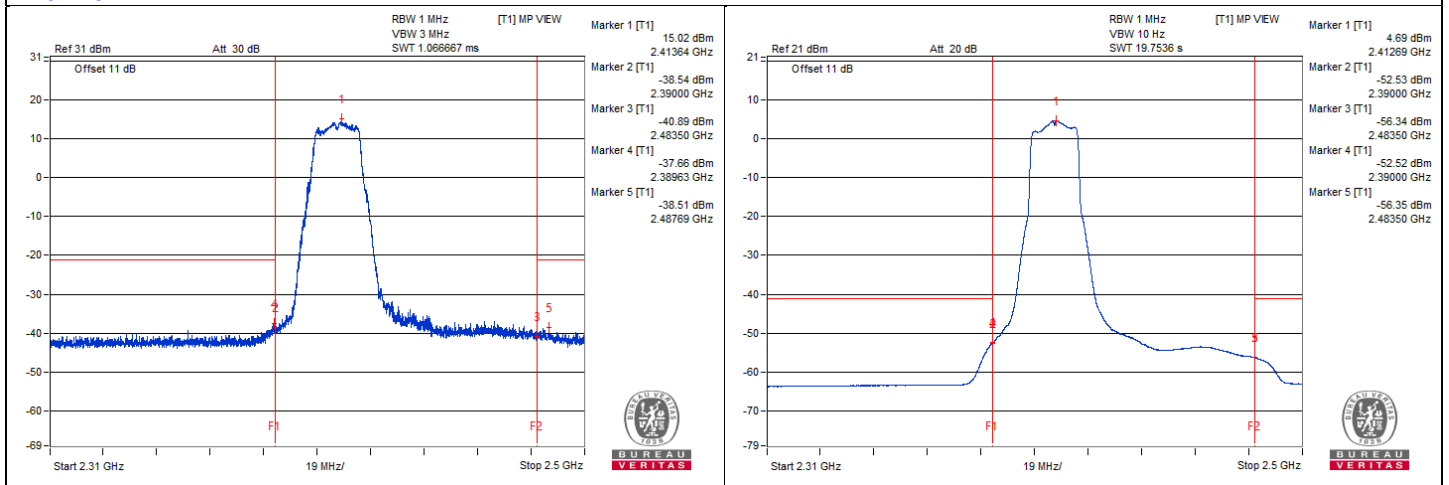 RBW 1 MHz [T1] MP VIEW
VBW 3 MHz
Ref 31 dBm Att 30 dB SWT 1.066667 ms
Offset 11 dB
31
20
10
0
-10
-20
-30
-40
-50
-60
-69
1
2
3
5
F1
F2
Start 2.31 GHz 19 MHz/ Stop 2.5 GHz
Marker 1 [T1]
15.02 dBm
2.41364 GHz
Marker 2 [T1]
-38.54 dBm
2.39000 GHz
Marker 3 [T1]
-40.89 dBm
2.48350 GHz
Marker 4 [T1]
-37.66 dBm
2.38963 GHz
Marker 5 [T1]
-38.51 dBm
2.48769 GHz
1828
BUREAU
VERITAS
RBW 1 MHz [T1] MP VIEW
VBW 10 Hz
Ref 21 dBm Att 20 dB SWT 19.7536 s
Offset 11 dB
21
10
0
-10
-20
-30
-40
-50
-60
-70
-79
1
F1
F2
Start 2.31 GHz 19 MHz/ Stop 2.5 GHz
Marker 1 [T1]
4.69 dBm
2.41269 GHz
Marker 2 [T1]
-52.53 dBm
2.39000 GHz
Marker 3 [T1]
-56.34 dBm
2.48350 GHz
Marker 4 [T1]
-52.52 dBm
2.39000 GHz
Marker 5 [T1]
-56.35 dBm
2.48350 GHz
1828
BUREAU
VERITAS